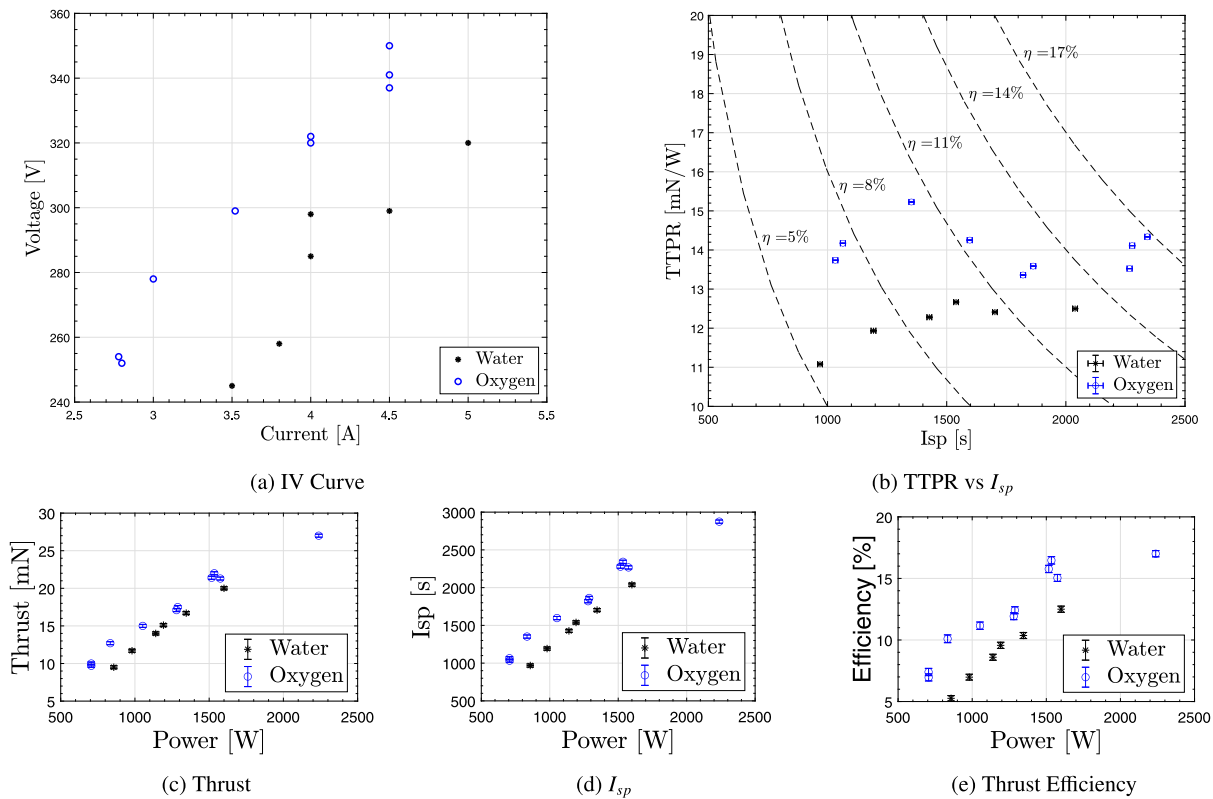 360
340
320
300
280
260
240
2.5 3 3.5 4 4.5 5 5.5
Voltage [V]
Current [A]
Water
Oxygen
(a) IV Curve
20
19
18
17
16
15
14
13
12
11
10
500 1000 1500 2000 2500
TTPR [mN/W]
Isp [s]
η =17%
η =14%
η =11%
η =8%
η =5%
Water
Oxygen
(b) TTPR vs Isp
30
25
20
15
10
5
500 1000 1500 2000 2500
Thrust [mN]
Power [W]
Water
Oxygen
(c) Thrust
3000
2500
2000
1500
1000
500
500 1000 1500 2000 2500
Isp [s]
Power [W]
Water
Oxygen
(d) Isp
20
15
10
5
500 1000 1500 2000 2500
Efficiency [%]
Power [W]
Water
Oxygen
(e) Thrust Efficiency